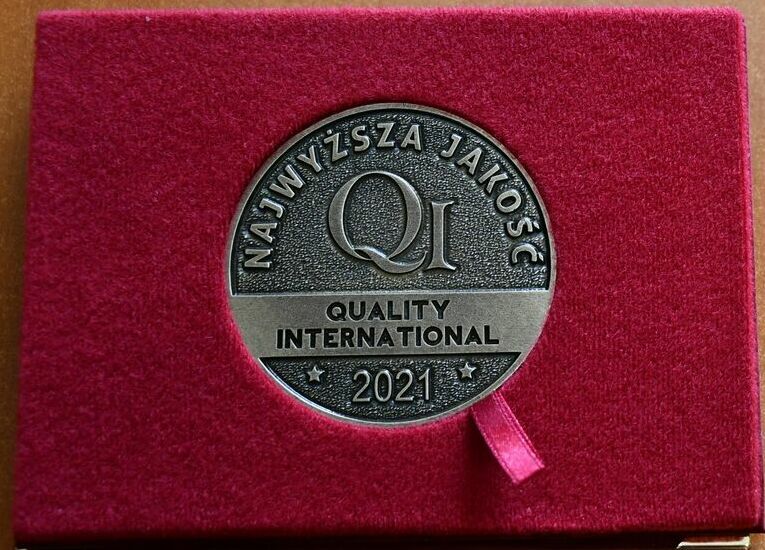 NAJWYŻSZA JAKOŚĆ
QI
QUALITY
INTERNATIONAL
2021